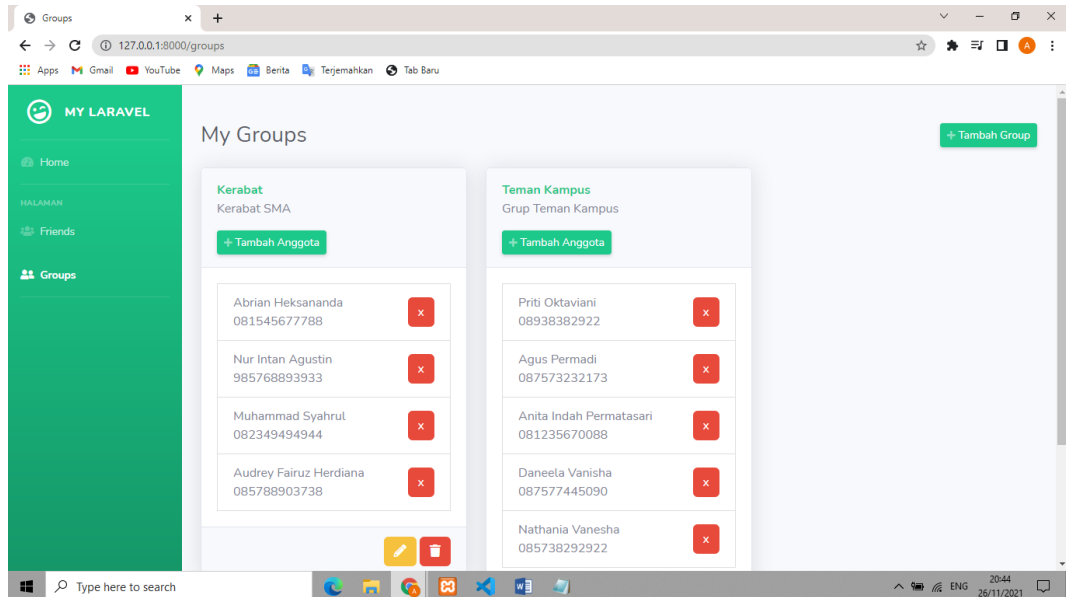 Groups
127.0.0.1:8000/groups
Apps Gmail YouTube Maps Berita Terjemahkan Tab Baru
MY LARAVEL
Home
HALAMAN
Friends
Groups
My Groups
+ Tambah Group
Kerabat
Kerabat SMA
+ Tambah Anggota
Abrian Heksananda
081545677788
x
Nur Intan Agustin
985768893933
x
Muhammad Syahrul
082349494944
x
Audrey Fairuz Herdiana
085788903738
x
Teman Kampus
Grup Teman Kampus
+ Tambah Anggota
Priti Oktaviani
08938382922
x
Agus Permadi
087573232173
x
Anita Indah Permatasari
081235670088
x
Daneela Vanisha
087577445090
x
Nathania Vanesha
085738292922
x
Type here to search
ENG
20:44
26/11/2021